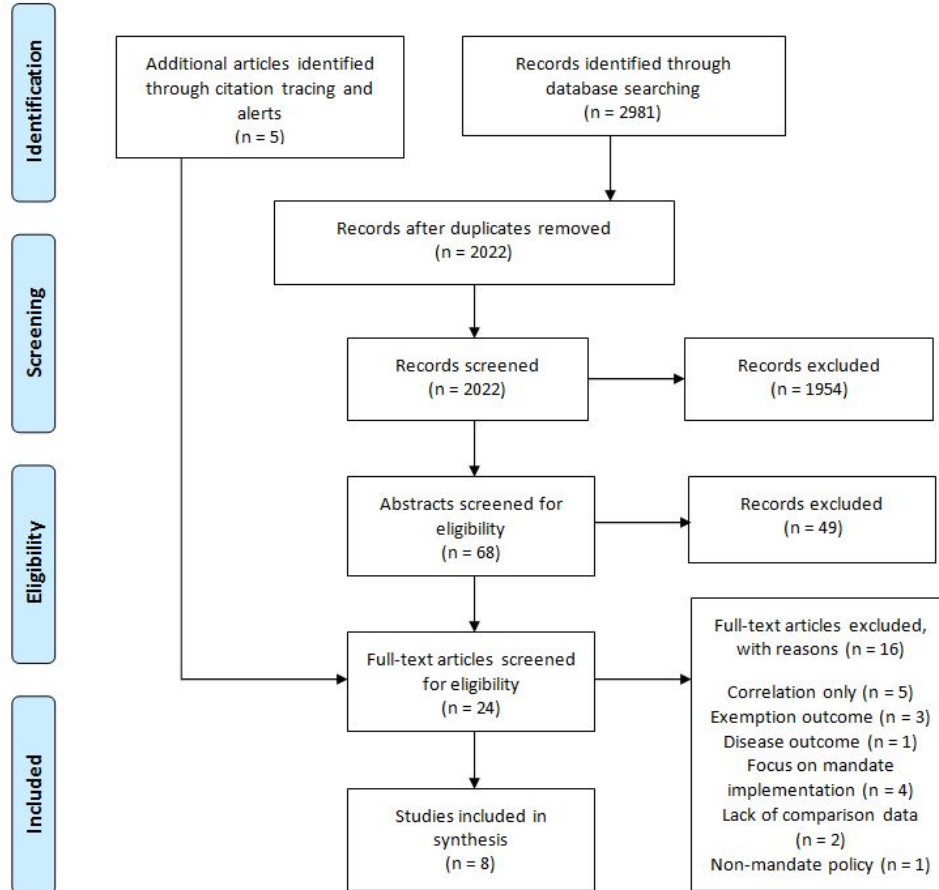 Identification
Additional articles identified
through citation tracing and
alerts
(n = 5)
Records identified through
database searching
(n = 2981)
Records after duplicates removed
(n = 2022)
Screening
Records screened
(n = 2022)
Records excluded
(n = 1954)
Eligibility
Abstracts screened for
eligibility
(n = 68)
Records excluded
(n = 49)
Full-text articles screened
for eligibility
(n = 24)
Full-text articles excluded,
with reasons (n = 16)
Correlation only (n = 5)
Exemption outcome (n = 3)
Disease outcome (n = 1)
Focus on mandate
implementation (n = 4)
Lack of comparison data
(n = 2)
Non-mandate policy (n = 1)
Included
Studies included in
synthesis
(n = 8)